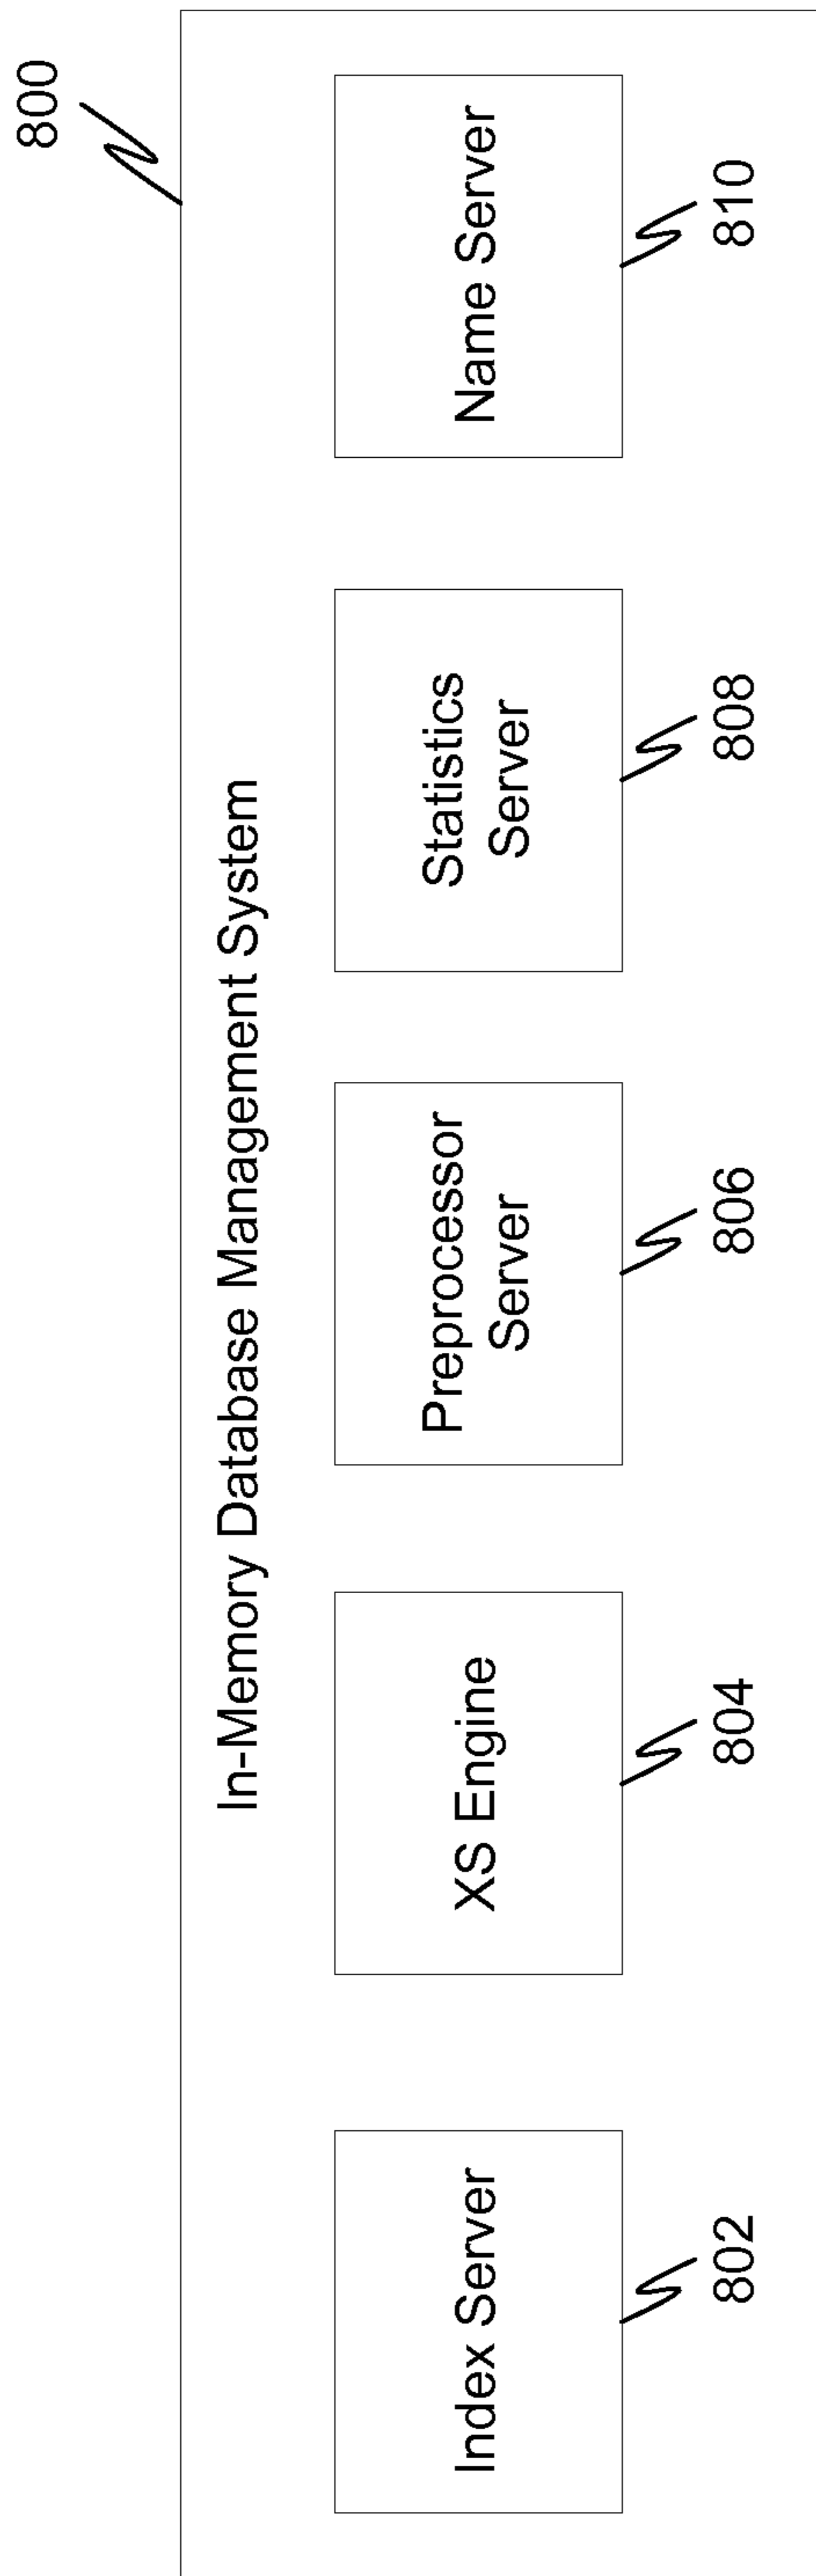 800
In-Memory Database Management System
Index Server
XS Engine
Preprocessor
Server
Statistics
Server
Name Server
802
804
806
808
810